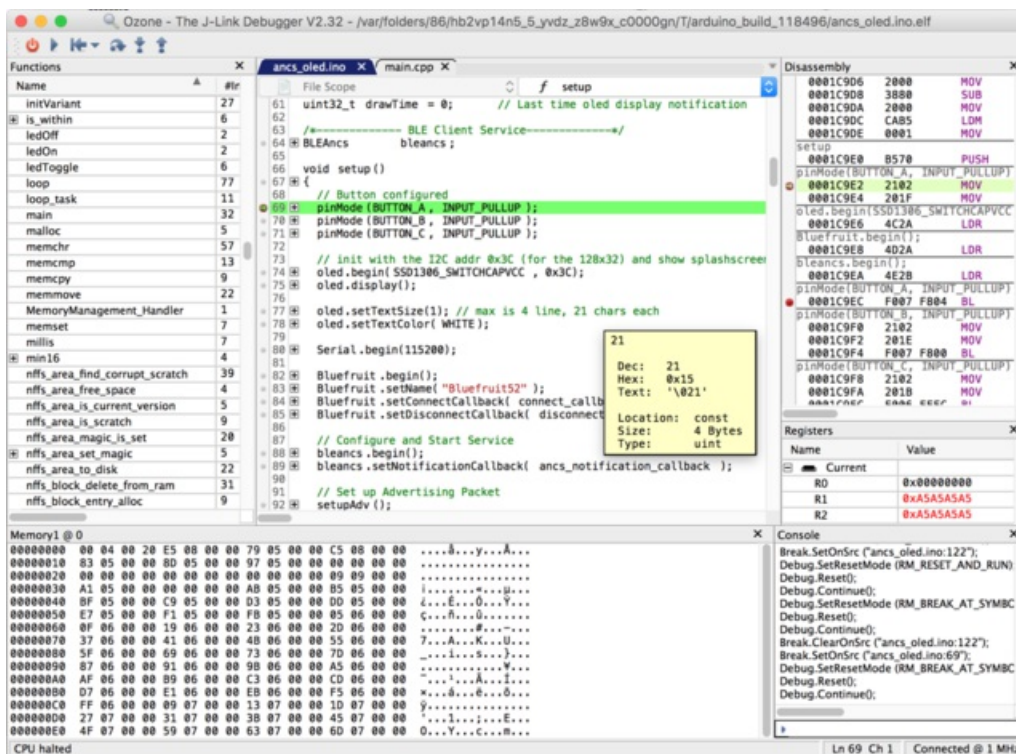 Ozone - The J-Link Debugger V2.32 - /var/folders/86/hb2vp14n5_5_yvdz_z8w9x_c0000gn/T/arduino_build_118496/ancs_oled.ino.elf
Functions
Name #Ir
initVariant 27
is_within 6
ledOff 2
ledOn 2
ledToggle 6
loop 77
loop_task 11
main 32
malloc 5
memchr 57
memcmp 13
memcpy 9
memmove 22
MemoryManagement_Handler 1
memset 7
millis 7
min16 4
nffs_area_find_corrupt_scratch 39
nffs_area_free_space 4
nffs_area_is_current_version 5
nffs_area_is_scratch 9
nffs_area_magic_is_set 20
nffs_area_set_magic 5
nffs_area_to_disk 22
nffs_block_delete_from_ram 31
nffs_block_entry_alloc 9
ancs_oled.ino X main.cpp X
File Scope f setup
61 uint32_t drawTime = 0; // Last time oled display notification
62
63 /*-------------- BLE Client Service--------------*/
64 BLEAncs bleancs;
65
66 void setup()
67 {
68 // Button configured
69 pinMode(BUTTON_A, INPUT_PULLUP);
70 pinMode(BUTTON_B, INPUT_PULLUP);
71 pinMode(BUTTON_C, INPUT_PULLUP);
72
73 // init with the I2C addr 0x3C (for the 128x32) and show splashscreen
74 oled.begin(SSD1306_SWITCHCAPVCC, 0x3C);
75 oled.display();
76
77 oled.setTextSize(1); // max is 4 line, 21 chars each
78 oled.setTextColor(WHITE);
79
80 Serial.begin(115200);
81
82 Bluefruit.begin();
83 Bluefruit.setName("Bluefruit52");
84 Bluefruit.setConnectCallback( connect_callb
85 Bluefruit.setDisconnectCallback( disconnect
86
87 // Configure and Start Service
88 bleancs.begin();
89 bleancs.setNotificationCallback( ancs_notification_callback );
90
91 // Set up Advertising Packet
92 setupAdv();
21
Dec: 21
Hex: 0x15
Text: '\021'
Location: const
Size: 4 Bytes
Type: uint
Disassembly
0001C9D6 2000 MOV
0001C9D8 3880 SUB
0001C9DA 2000 MOV
0001C9DC CAB5 LDM
0001C9DE 0001 MOV
setup
0001C9E0 B570 PUSH
pinMode(BUTTON_A, INPUT_PULLUP)
0001C9E2 2102 MOV
0001C9E4 201F MOV
oled.begin(SSD1306_SWITCHCAPVCC
0001C9E6 4C2A LDR
Bluefruit.begin();
0001C9E8 4D2A LDR
bleancs.begin();
0001C9EA 4E2B LDR
pinMode(BUTTON_A, INPUT_PULLUP)
0001C9EC F007 FB04 BL
pinMode(BUTTON_B, INPUT_PULLUP)
0001C9F0 2102 MOV
0001C9F2 201E MOV
0001C9F4 F007 F800 BL
pinMode(BUTTON_C, INPUT_PULLUP)
0001C9F8 2102 MOV
0001C9FA 201B MOV
Registers
Name Value
Current
R0 0x00000000
R1 0xA5A5A5A5
R2 0xA5A5A5A5
Memory1 @ 0
00000000 00 04 00 20 E5 08 00 00 79 05 00 00 C5 08 00 00
00000010 83 05 00 00 8D 05 00 00 97 05 00 00 00 00 00 00
00000020 00 00 00 00 00 00 00 00 00 00 00 00 09 09 00 00
00000030 A1 05 00 00 00 00 00 00 AB 05 00 00 B5 05 00 00
00000040 BF 05 00 00 C9 05 00 00 D3 05 00 00 DD 05 00 00
00000050 E7 05 00 00 F1 05 00 00 FB 05 00 00 05 06 00 00
00000060 0F 06 00 00 19 06 00 00 23 06 00 00 2D 06 00 00
00000070 37 06 00 00 41 06 00 00 4B 06 00 00 55 06 00 00
00000080 5F 06 00 00 69 06 00 00 73 06 00 00 7D 06 00 00
00000090 87 06 00 00 91 06 00 00 9B 06 00 00 A5 06 00 00
000000A0 AF 06 00 00 B9 06 00 00 C3 06 00 00 CD 06 00 00
000000B0 D7 06 00 00 E1 06 00 00 EB 06 00 00 F5 06 00 00
000000C0 FF 06 00 00 09 07 00 00 13 07 00 00 1D 07 00 00
000000D0 27 07 00 00 31 07 00 00 3B 07 00 00 45 07 00 00
000000E0 4F 07 00 00 59 07 00 00 63 07 00 00 6D 07 00 00
Console
Break.SetOnSrc ("ancs_oled.ino:122");
Debug.SetResetMode (RM_RESET_AND_RUN)
Debug.Reset();
Debug.Continue();
Debug.SetResetMode (RM_BREAK_AT_SYMBC
Debug.Reset();
Debug.Continue();
Break.ClearOnSrc ("ancs_oled.ino:122");
Break.SetOnSrc ("ancs_oled.ino:69");
Debug.SetResetMode (RM_BREAK_AT_SYMBC
Debug.Reset();
Debug.Continue();
CPU halted
Ln 69 Ch 1 Connected @ 1 MH